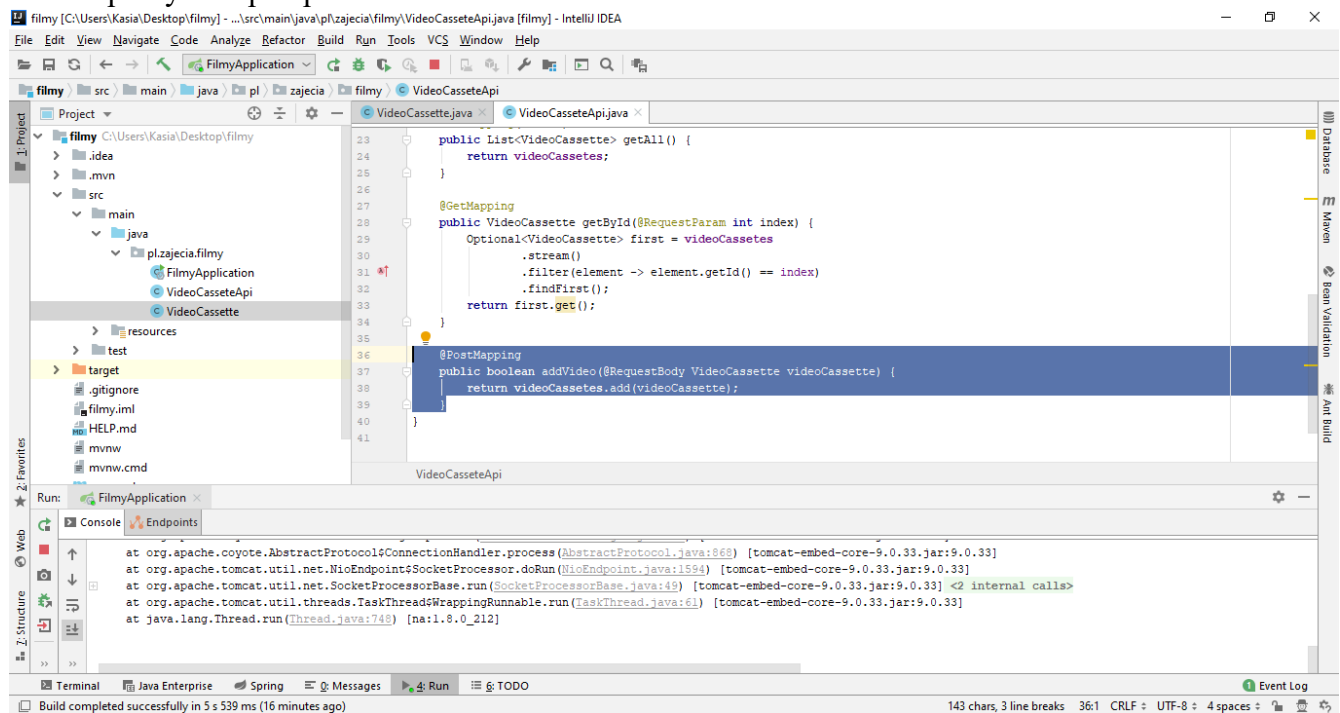 filmy [C:\Users\Kasia\Desktop\filmy] - ...\src\main\java\pl\zajecia\filmy\VideoCasseteApi.java [filmy] - IntelliJ IDEA
File Edit View Navigate Code Analyze Refactor Build Run Tools VCS Window Help
FilmyApplication
filmy src main java pl zajecia filmy VideoCasseteApi
Project
VideoCassette.java VideoCasseteApi.java
1: Project
filmy C:\Users\Kasia\Desktop\filmy
.idea
.mvn
src
main
java
pl.zajecia.filmy
FilmyApplication
VideoCasseteApi
VideoCassette
resources
test
target
.gitignore
filmy.iml
HELP.md
mvnw
mvnw.cmd
23 public List<VideoCassette> getAll() {
24 return videoCassetes;
25 }
26
27 @GetMapping
28 public VideoCassette getById(@RequestParam int index) {
29 Optional<VideoCassette> first = videoCassetes
30 .stream()
31 .filter(element -> element.getId() == index)
32 .findFirst();
33 return first.get();
34 }
35
36 @PostMapping
37 public boolean addVideo(@RequestBody VideoCassette videoCassette) {
38 return videoCassetes.add(videoCassette);
39 }
40 }
41
VideoCasseteApi
Database
Maven
Bean Validation
Ant Build
2: Favorites
Web
7: Structure
Run: FilmyApplication
Console Endpoints
at org.apache.coyote.AbstractProtocol$ConnectionHandler.process(AbstractProtocol.java:868) [tomcat-embed-core-9.0.33.jar:9.0.33]
at org.apache.tomcat.util.net.NioEndpoint$SocketProcessor.doRun(NioEndpoint.java:1594) [tomcat-embed-core-9.0.33.jar:9.0.33]
at org.apache.tomcat.util.net.SocketProcessorBase.run(SocketProcessorBase.java:49) [tomcat-embed-core-9.0.33.jar:9.0.33] <2 internal calls>
at org.apache.tomcat.util.threads.TaskThread$WrappingRunnable.run(TaskThread.java:61) [tomcat-embed-core-9.0.33.jar:9.0.33]
at java.lang.Thread.run(Thread.java:748) [na:1.8.0_212]
Terminal Java Enterprise Spring 0: Messages 4: Run 6: TODO 1 Event Log
Build completed successfully in 5 s 539 ms (16 minutes ago) 143 chars, 3 line breaks 36:1 CRLF UTF-8 4 spaces